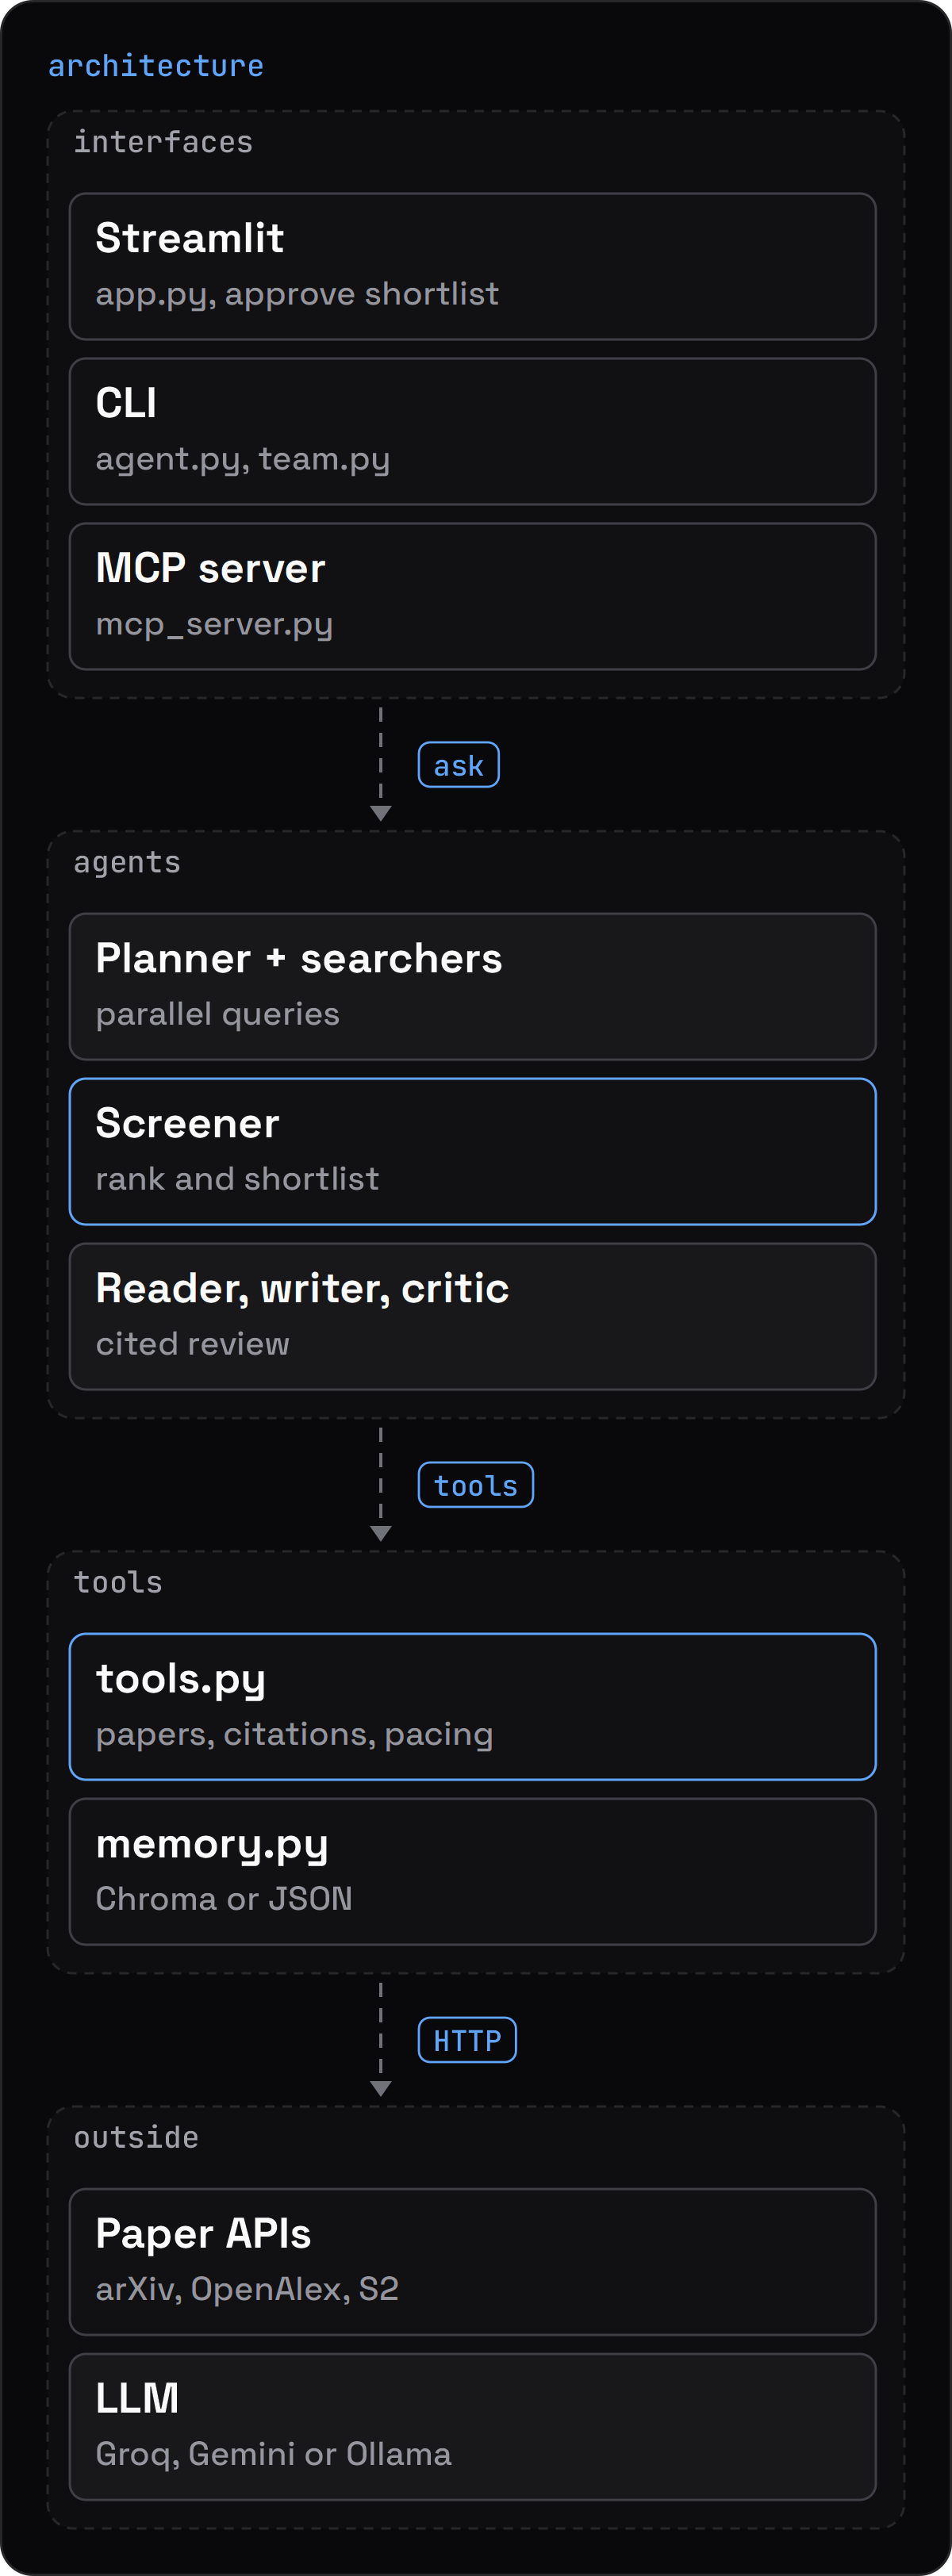 architecture
interfaces
Streamlit
app.py, approve shortlist
CLI
agent.py, team.py
MCP server
mcp_server.py
ask
agents
Planner + searchers
parallel queries
Screener
rank and shortlist
Reader, writer, critic
cited review
tools
tools
tools.py
papers, citations, pacing
memory.py
Chroma or JSON
HTTP
outside
Paper APIs
arXiv, OpenAlex, S2
LLM
Groq, Gemini or Ollama